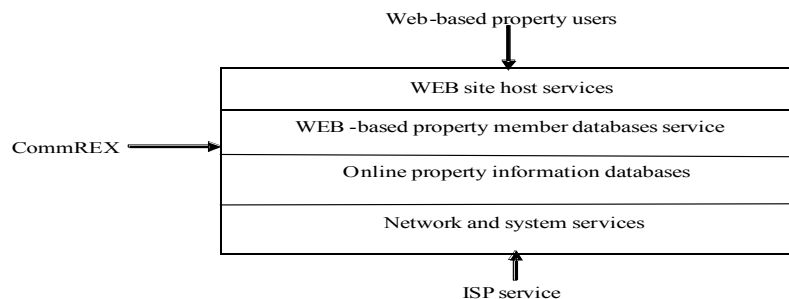 Web-based property users
WEB site host services
WEB -based property member databases service
CommREX
Online property information databases
Network and system services
ISP service